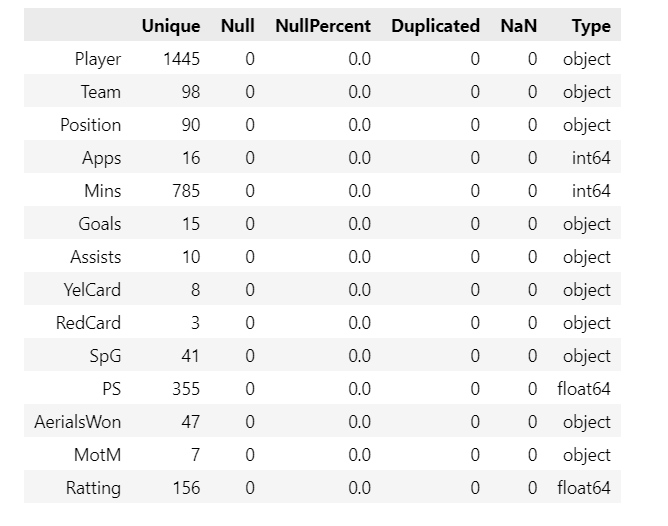 Unique Null NullPercent Duplicated NaN Type
Player 1445 0 0.0 0 0 object
Team 98 0 0.0 0 0 object
Position 90 0 0.0 0 0 object
Apps 16 0 0.0 0 0 int64
Mins 785 0 0.0 0 0 int64
Goals 15 0 0.0 0 0 object
Assists 10 0 0.0 0 0 object
YelCard 8 0 0.0 0 0 object
RedCard 3 0 0.0 0 0 object
SpG 41 0 0.0 0 0 object
PS 355 0 0.0 0 0 float64
AerialsWon 47 0 0.0 0 0 object
MotM 7 0 0.0 0 0 object
Ratting 156 0 0.0 0 0 float64